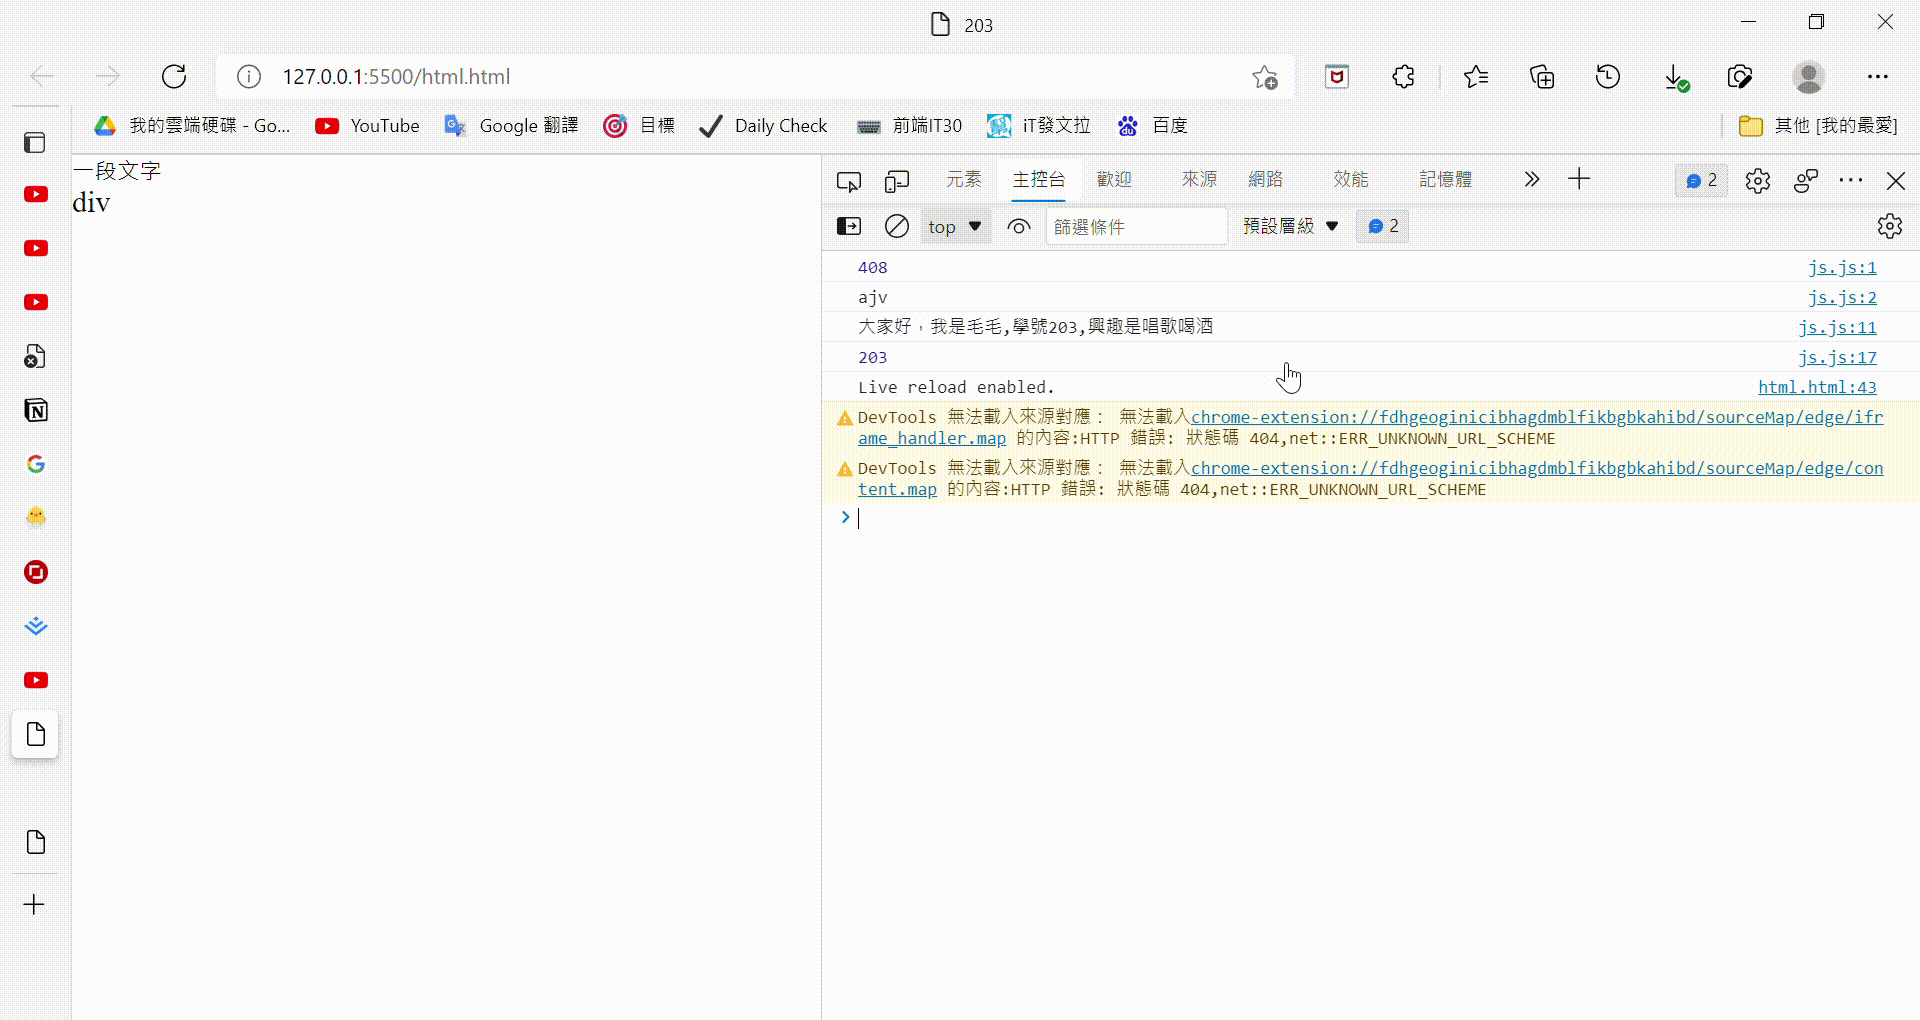 203
127.0.0.1:5500/html.html
我的雲端硬碟 - Go...
YouTube
Google 翻譯
目標
Daily Check
前端IT30
iT發文拉
百度
其他 [我的最愛]
一段文字
div
元素
主控台
歡迎
來源
網路
效能
記憶體
2
top
篩選條件
預設層級
2
408 js.js:1
ajv js.js:2
大家好，我是毛毛,學號203,興趣是唱歌喝酒 js.js:11
203 js.js:17
Live reload enabled. html.html:43
DevTools 無法載入來源對應： 無法載入chrome-extension://fdhgeoginicibhagdmblfikbgbkahibd/sourceMap/edge/ifr
ame_handler.map 的內容:HTTP 錯誤: 狀態碼 404,net::ERR_UNKNOWN_URL_SCHEME
DevTools 無法載入來源對應： 無法載入chrome-extension://fdhgeoginicibhagdmblfikbgbkahibd/sourceMap/edge/con
tent.map 的內容:HTTP 錯誤: 狀態碼 404,net::ERR_UNKNOWN_URL_SCHEME